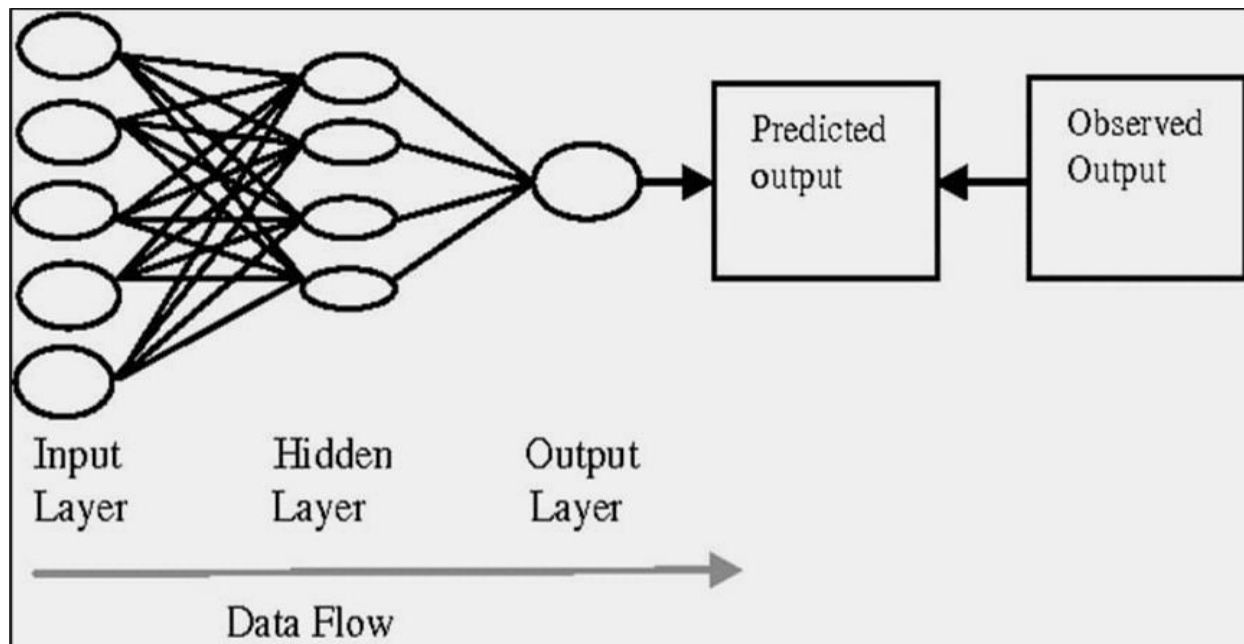 Predicted
output
Observed
Output
Input
Layer
Hidden
Layer
Output
Layer
Data Flow